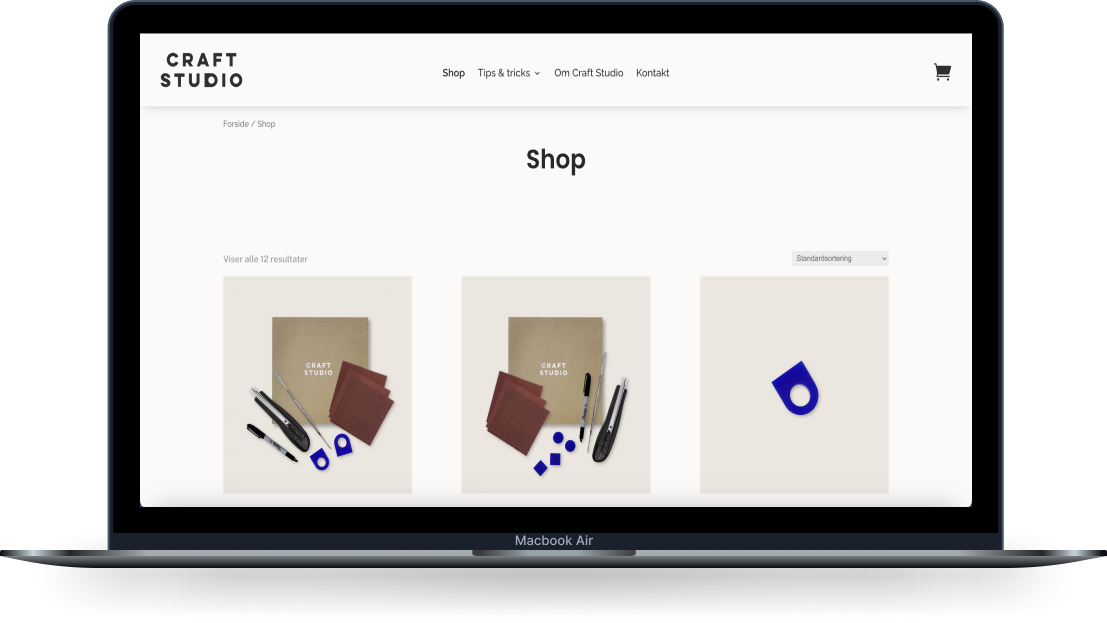 CRAFT
STUDIO
Shop Tips & tricks Om Craft Studio Kontakt
Forside / Shop
Shop
Viser alle 12 resultater
Standardsortering
CRAFT
STUDIO
CRAFT
STUDIO
Macbook Air